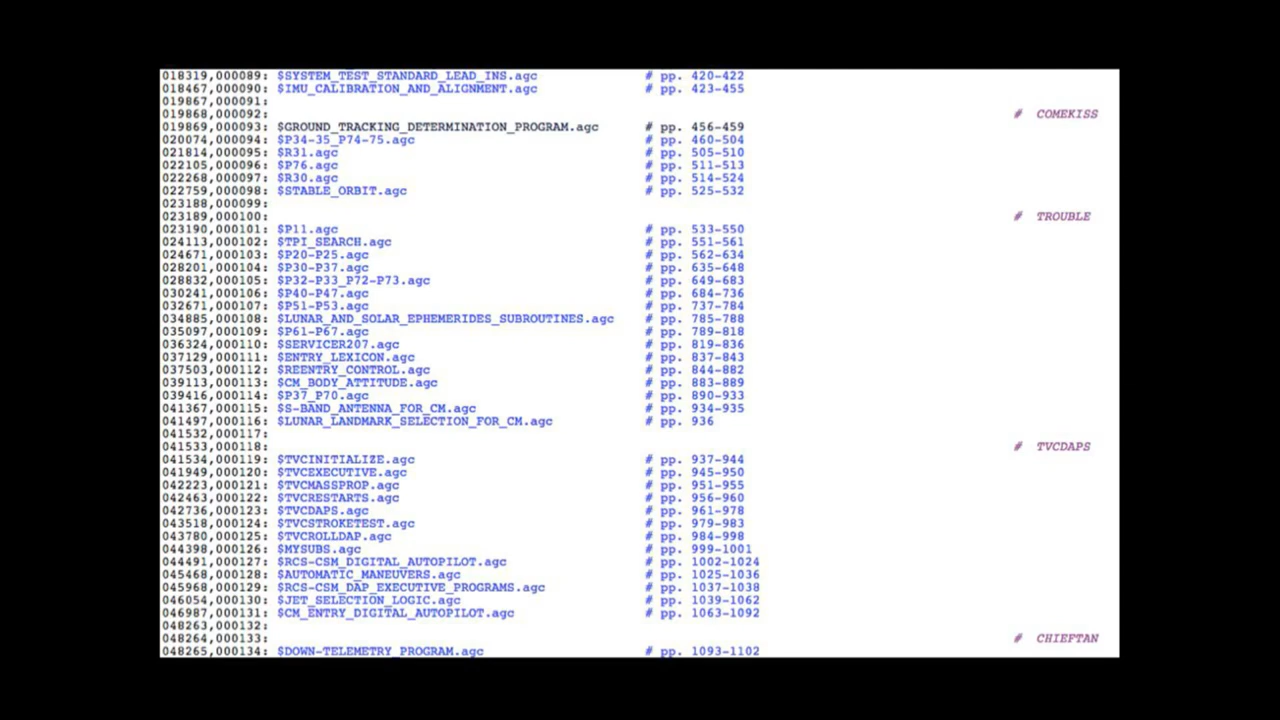 018319,000089: $SYSTEM_TEST_STANDARD_LEAD_INS.agc # pp. 420-422
018467,000090: $IMU_CALIBRATION_AND_ALIGNMENT.agc # pp. 423-455
019867,000091:
019868,000092: # COMEKISS
019869,000093: $GROUND_TRACKING_DETERMINATION_PROGRAM.agc # pp. 456-459
020074,000094: $P34-35_P74-75.agc # pp. 460-504
021814,000095: $R31.agc # pp. 505-510
022105,000096: $P76.agc # pp. 511-513
022268,000097: $R30.agc # pp. 514-524
022759,000098: $STABLE_ORBIT.agc # pp. 525-532
023188,000099:
023189,000100: # TROUBLE
023190,000101: $P11.agc # pp. 533-550
024113,000102: $TPI_SEARCH.agc # pp. 551-561
024671,000103: $P20-P25.agc # pp. 562-634
028201,000104: $P30-P37.agc # pp. 635-648
028832,000105: $P32-P33_P72-P73.agc # pp. 649-683
030241,000106: $P40-P47.agc # pp. 684-736
032671,000107: $P51-P53.agc # pp. 737-784
034885,000108: $LUNAR_AND_SOLAR_EPHEMERIDES_SUBROUTINES.agc # pp. 785-788
035097,000109: $P61-P67.agc # pp. 789-818
036324,000110: $SERVICER207.agc # pp. 819-836
037129,000111: $ENTRY_LEXICON.agc # pp. 837-843
037503,000112: $REENTRY_CONTROL.agc # pp. 844-882
039113,000113: $CM_BODY_ATTITUDE.agc # pp. 883-889
039416,000114: $P37_P70.agc # pp. 890-933
041367,000115: $S-BAND_ANTENNA_FOR_CM.agc # pp. 934-935
041497,000116: $LUNAR_LANDMARK_SELECTION_FOR_CM.agc # pp. 936
041532,000117:
041533,000118: # TVCDAPS
041534,000119: $TVCINITIALIZE.agc # pp. 937-944
041949,000120: $TVCEXECUTIVE.agc # pp. 945-950
042223,000121: $TVCMASSPROP.agc # pp. 951-955
042463,000122: $TVCRESTARTS.agc # pp. 956-960
042736,000123: $TVCDAPS.agc # pp. 961-978
043518,000124: $TVCSTROKETEST.agc # pp. 979-983
043780,000125: $TVCROLLDAP.agc # pp. 984-998
044398,000126: $MYSUBS.agc # pp. 999-1001
044491,000127: $RCS-CSM_DIGITAL_AUTOPILOT.agc # pp. 1002-1024
045468,000128: $AUTOMATIC_MANEUVERS.agc # pp. 1025-1036
045968,000129: $RCS-CSM_DAP_EXECUTIVE_PROGRAMS.agc # pp. 1037-1038
046054,000130: $JET_SELECTION_LOGIC.agc # pp. 1039-1062
046987,000131: $CM_ENTRY_DIGITAL_AUTOPILOT.agc # pp. 1063-1092
048263,000132:
048264,000133: # CHIEFTAN
048265,000134: $DOWN-TELEMETRY_PROGRAM.agc # pp. 1093-1102